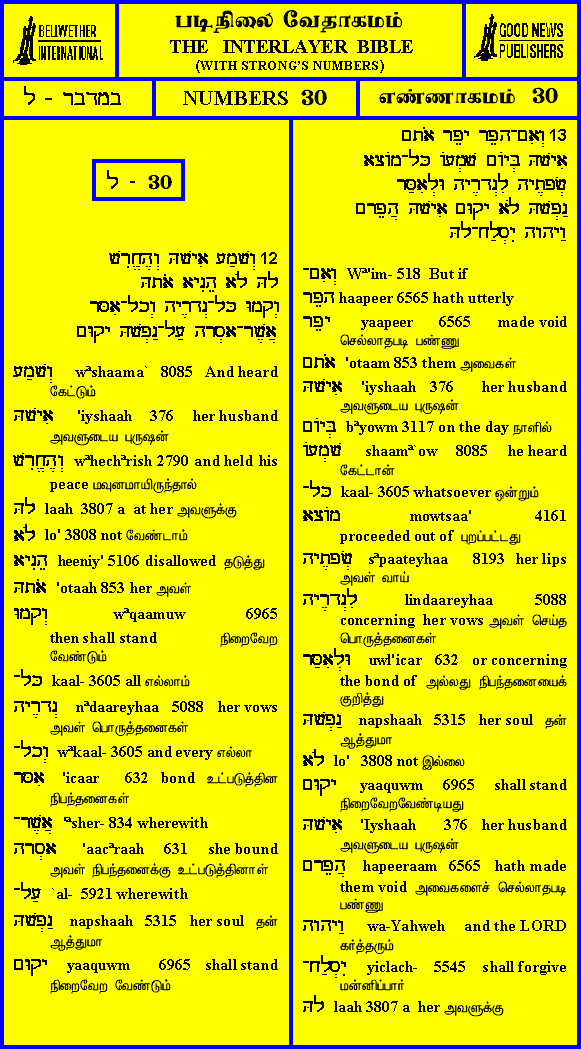 BELLWETHER
INTERNATIONAL
படிநிலை வேதாகமம்
THE INTERLAYER BIBLE
(WITH STRONG'S NUMBERS)
GOOD NEWS
PUBLISHERS
במדבר - ל
NUMBERS 30
எண்ணாகமம் 30
ל - 30
12 וְשָׁמַע אִישָׁהּ וְהֶחֱרִשׁ
לָהּ לֹא הֵנִיא אֹתָהּ
וְקָמוּ כָּל־נְדָרֶיהָ וְכָל־אִסָּר
אֲשֶׁר־אָסְרָה עַל־נַפְשָׁהּ יָקוּם
וְשָׁמַע wªshaama` 8085 And heard
கேட்டும்
אִישָׁהּ 'iyshaah 376 her husband
அவளுடைய புருஷன்
וְהֶחֱרִשׁ wªhechªrish 2790 and held his
peace மவுனமாயிருந்தால்
לָהּ laah 3807 a at her அவளுக்கு
לֹא lo' 3808 not வேண்டாம்
הֵנִיא heeniy' 5106 disallowed தடுத்து
אֹתָהּ 'otaah 853 her அவள்
וְקָמוּ wªqaamuw 6965
then shall stand நிறைவேற
வேண்டும்
כָּל־ kaal- 3605 all எல்லாம்
נְדָרֶיהָ nªdaareyhaa 5088 her vows
அவள் பொருத்தனைகள்
וְכָל־ wªkaal- 3605 and every எல்லா
אִסָּר 'icaar 632 bond உட்படுத்தின
நிபந்தனைகள்
אֲשֶׁר־ 'ªsher- 834 wherewith
אָסְרָה 'aacªraah 631 she bound
அவள் நிபந்தனைக்கு உட்படுத்தினாள்
עַל־ `al- 5921 wherewith
נַפְשָׁהּ napshaah 5315 her soul தன்
ஆத்துமா
יָקוּם yaaquwm 6965 shall stand
நிறைவேற வேண்டும்
13 וְאִם־הָפֵר יָפֵר אֹתָם
אִישָׁהּ בְּיוֹם שָׁמְעוֹ כָּל־מוֹצָא
שְׂפָתֶיהָ לִנְדָרֶיהָ וּלְאִסַּר
נַפְשָׁהּ לֹא יָקוּם אִישָׁהּ הֲפֵרָם
וַיהוָה יִסְלַח־לָהּ
וְאִם־ Wª'im- 518 But if
הָפֵר haapeer 6565 hath utterly
יָפֵר yaapeer 6565 made void
செல்லாதபடி பண்ணு
אֹתָם 'otaam 853 them அவைகள்
אִישָׁהּ 'iyshaah 376 her husband
அவளுடைய புருஷன்
בְּיוֹם bªyowm 3117 on the day நாளில்
שָׁמְעוֹ shaamª`ow 8085 he heard
கேட்டான்
כָּל־ kaal- 3605 whatsoever ஒன்றும்
מוֹצָא mowtsaa' 4161
proceeded out of புறப்பட்டது
שְׂפָתֶיהָ sªpaateyhaa 8193 her lips
அவள் வாய்
לִנְדָרֶיהָ lindaareyhaa 5088
concerning her vows அவள் செய்த
பொருத்தனைகள்
וּלְאִסַּר uwl'icar 632 or concerning
the bond of அல்லது நிபந்தனையைக்
குறித்து
נַפְשָׁהּ napshaah 5315 her soul தன்
ஆத்துமா
לֹא lo' 3808 not இல்லை
יָקוּם yaaquwm 6965 shall stand
நிறைவேறவேண்டியது
אִישָׁהּ 'Iyshaah 376 her husband
அவளுடைய புருஷன்
הֲפֵרָם hapeeraam 6565 hath made
them void அவைகளைச் செல்லாதபடி
பண்ணு
וַיהוָה wa-Yahweh and the LORD
கர்த்தரும்
יִסְלַח־ yiclach- 5545 shall forgive
மன்னிப்பார்
לָהּ laah 3807 a her அவளுக்கு